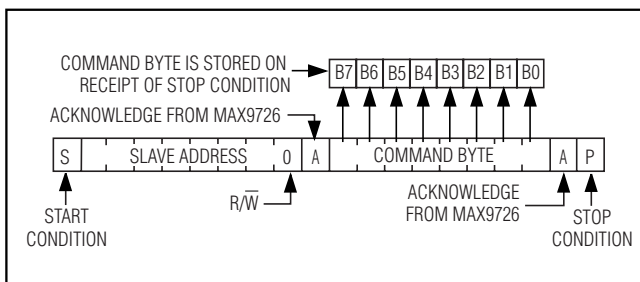 COMMAND BYTE IS STORED ON
RECEIPT OF STOP CONDITION
B7 B6 B5 B4 B3 B2 B1 B0
ACKNOWLEDGE FROM MAX9726
S SLAVE ADDRESS 0 A COMMAND BYTE A P
START
CONDITION
R/W̅
ACKNOWLEDGE
FROM MAX9726
STOP
CONDITION